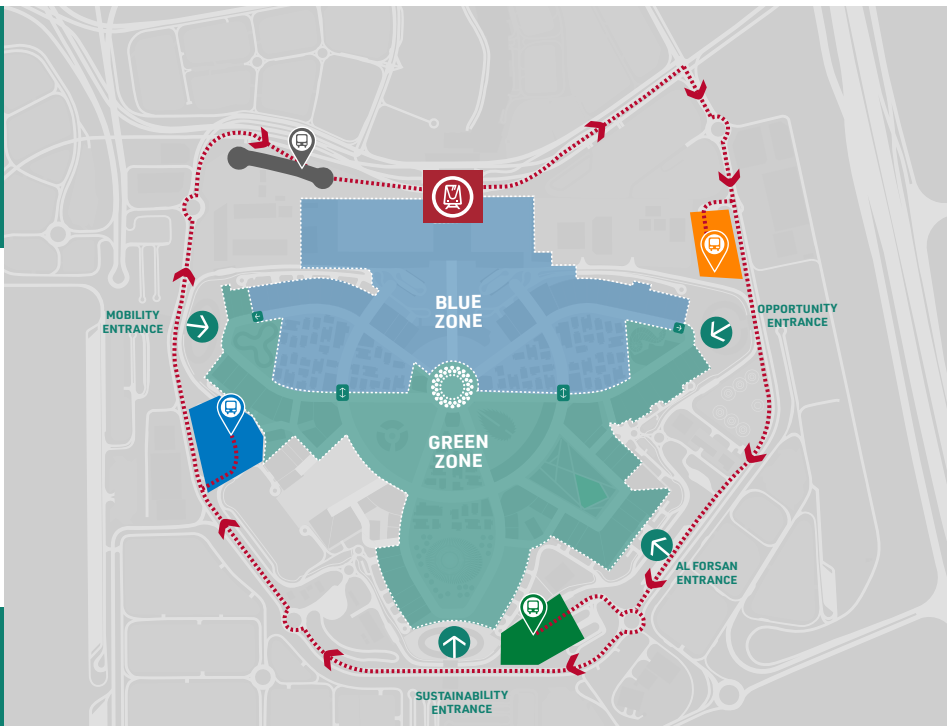 BLUE
ZONE
MOBILITY
ENTRANCE
OPPORTUNITY
ENTRANCE
GREEN
ZONE
AL FORSAN
ENTRANCE
SUSTAINABILITY
ENTRANCE